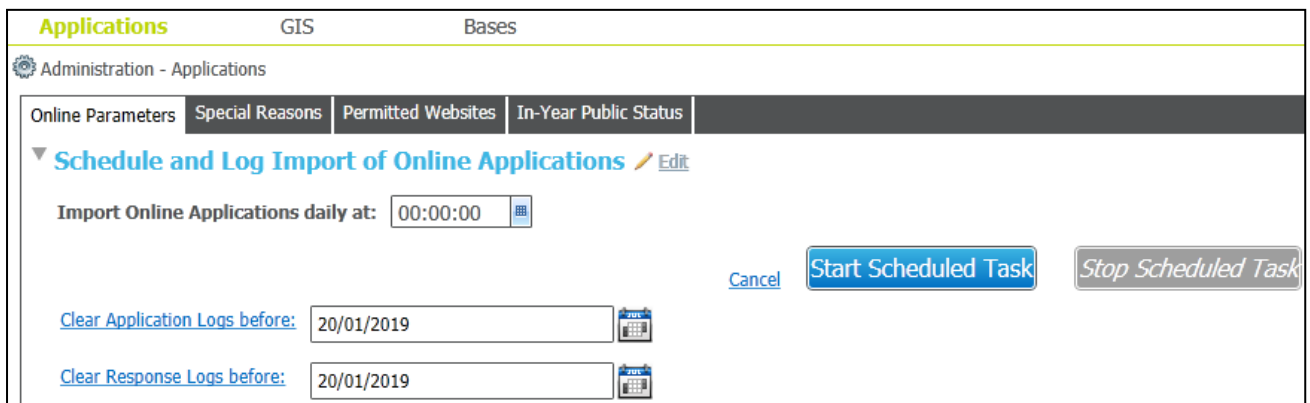 Applications GIS Bases
Administration - Applications
Online Parameters Special Reasons Permitted Websites In-Year Public Status
Schedule and Log Import of Online Applications Edit
Import Online Applications daily at: 00:00:00
Cancel Start Scheduled Task Stop Scheduled Task
Clear Application Logs before: 20/01/2019
Clear Response Logs before: 20/01/2019